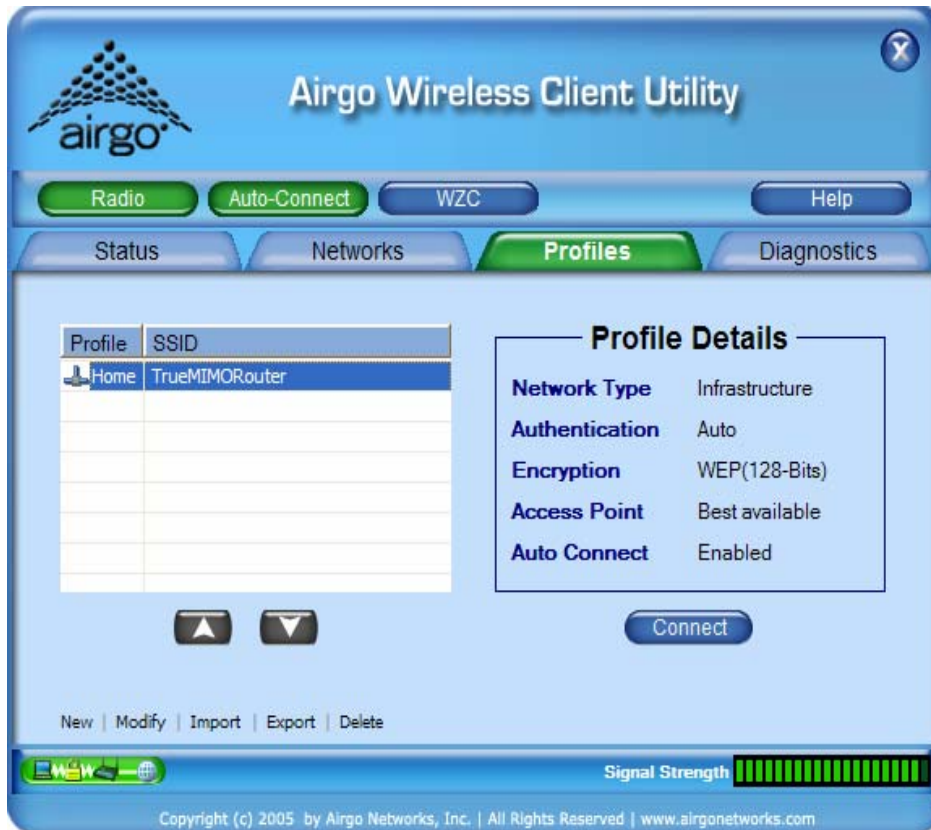 airgo
Airgo Wireless Client Utility
X
Radio Auto-Connect WZC Help
Status Networks Profiles Diagnostics
Profile SSID
Home TrueMIMORouter
Profile Details
Network Type Infrastructure
Authentication Auto
Encryption WEP(128-Bits)
Access Point Best available
Auto Connect Enabled
Connect
New | Modify | Import | Export | Delete
Signal Strength
Copyright (c) 2005 by Airgo Networks, Inc. | All Rights Reserved | www.airgonetworks.com